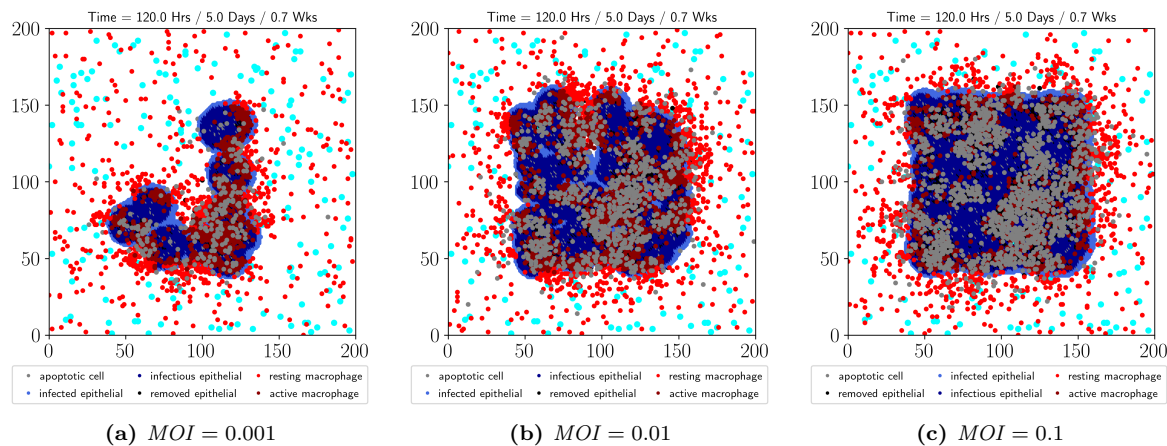 Time = 120.0 Hrs / 5.0 Days / 0.7 Wks
200
150
100
50
0
0 50 100 150 200
apoptotic cell infectious epithelial resting macrophage
infected epithelial removed epithelial active macrophage
(a) MOI = 0.001
Time = 120.0 Hrs / 5.0 Days / 0.7 Wks
200
150
100
50
0
0 50 100 150 200
apoptotic cell infectious epithelial resting macrophage
infected epithelial removed epithelial active macrophage
(b) MOI = 0.01
Time = 120.0 Hrs / 5.0 Days / 0.7 Wks
200
150
100
50
0
0 50 100 150 200
apoptotic cell infected epithelial resting macrophage
removed epithelial infectious epithelial active macrophage
(c) MOI = 0.1